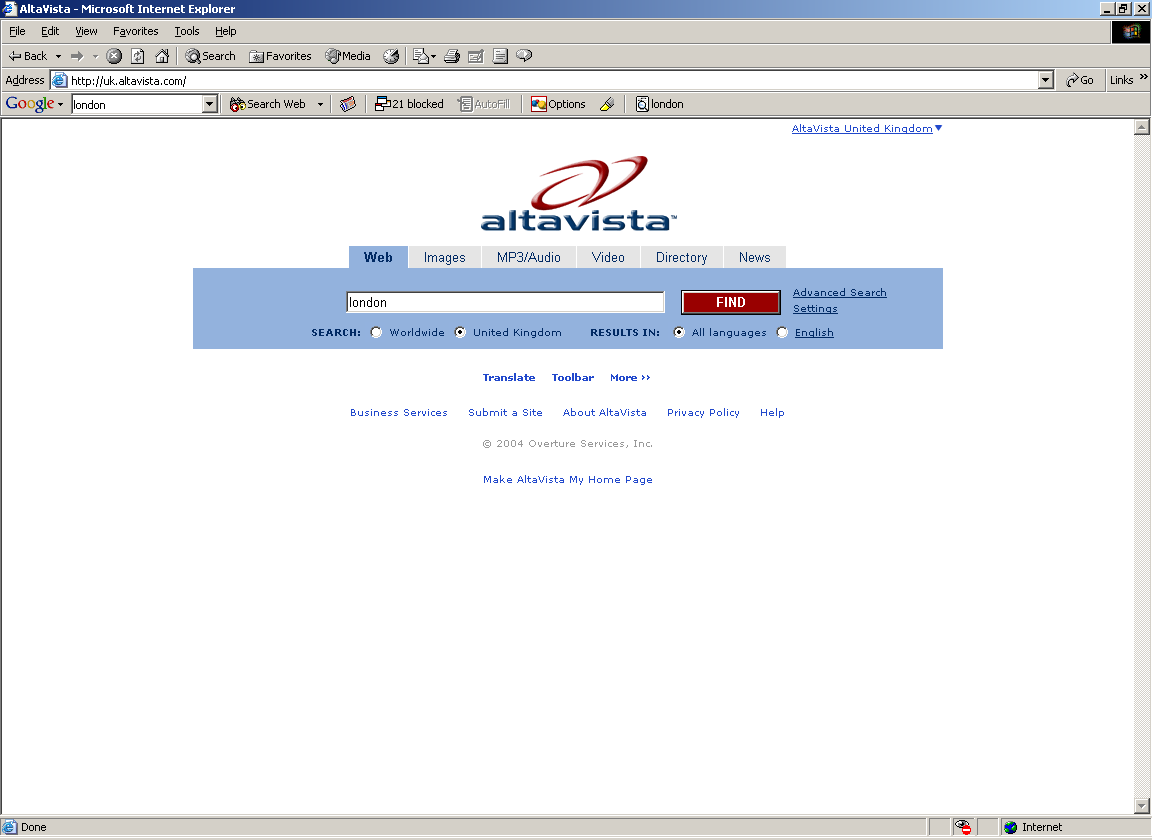 AltaVista - Microsoft Internet Explorer
File Edit View Favorites Tools Help
Back Search Favorites Media
Address http://uk.altavista.com/ Go Links »
Google london Search Web 21 blocked AutoFill Options london
AltaVista United Kingdom
altavista™
Web Images MP3/Audio Video Directory News
london FIND Advanced Search
Settings
SEARCH: Worldwide United Kingdom RESULTS IN: All languages English
Translate Toolbar More ››
Business Services Submit a Site About AltaVista Privacy Policy Help
© 2004 Overture Services, Inc.
Make AltaVista My Home Page
Done Internet